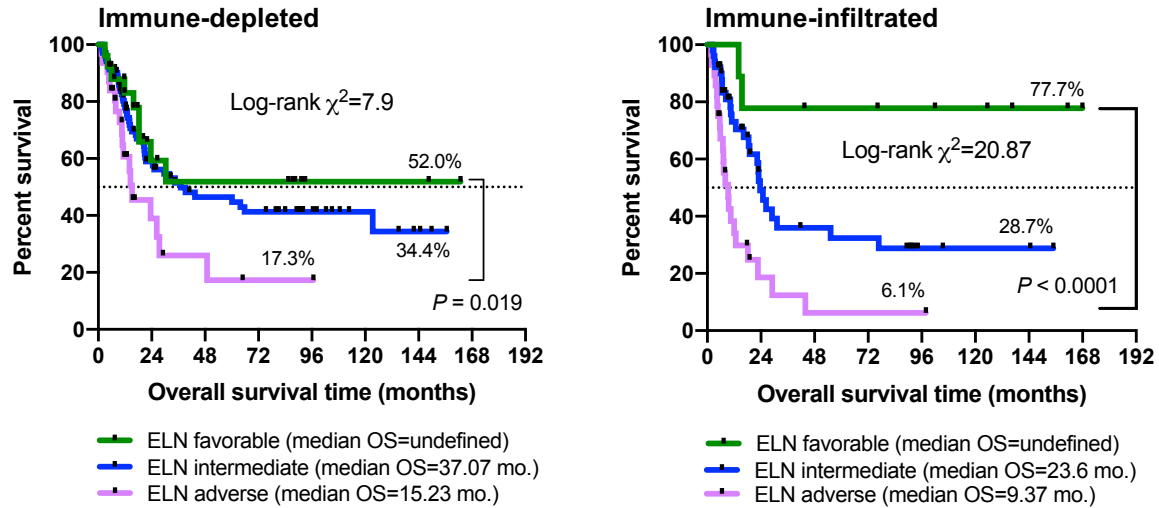 Immune-depleted
100
80
60
40
20
0
Percent survival
Log-rank χ²=7.9
52.0%
34.4%
17.3%
P = 0.019
0 24 48 72 96 120 144 168 192
Overall survival time (months)
ELN favorable (median OS=undefined)
ELN intermediate (median OS=37.07 mo.)
ELN adverse (median OS=15.23 mo.)
Immune-infiltrated
100
80
60
40
20
0
Percent survival
77.7%
Log-rank χ²=20.87
28.7%
P < 0.0001
6.1%
0 24 48 72 96 120 144 168 192
Overall survival time (months)
ELN favorable (median OS=undefined)
ELN intermediate (median OS=23.6 mo.)
ELN adverse (median OS=9.37 mo.)